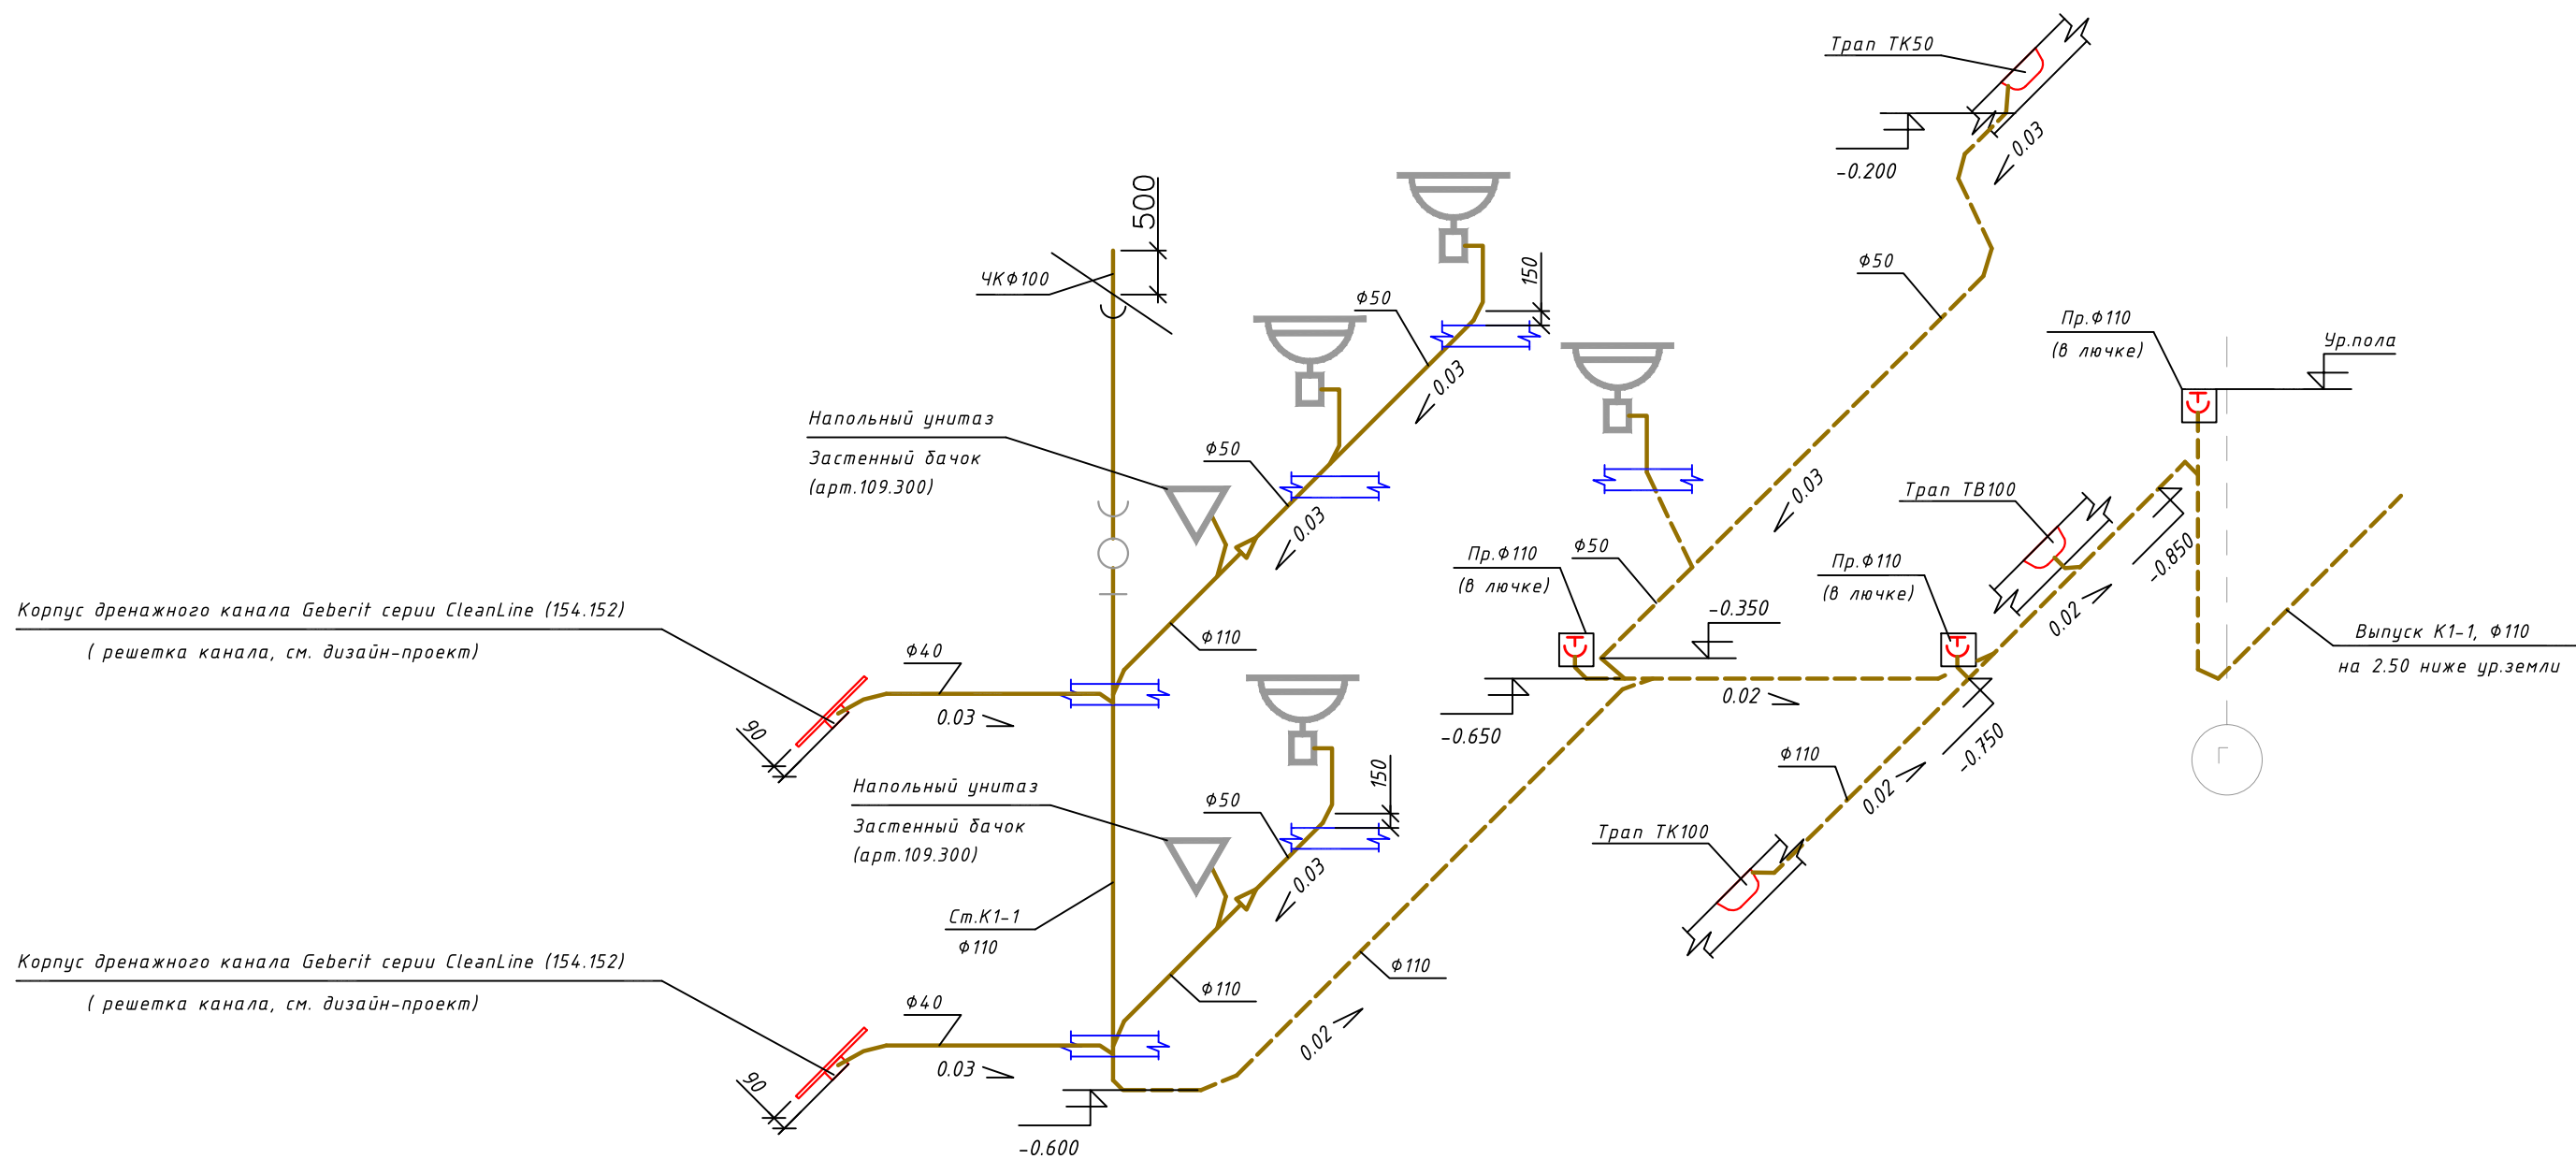 Трап ТК50
-0.200
0.03
500
ЧКФ100
Ф50
150
0.03
Ф50
Пр.Ф110
(в лючке)
Ур.пола
Напольный унитаз
Застенный бачок
(арт.109.300)
Ф50
0.03
0.03
Трап ТВ100
-0.850
Пр.Ф110
(в лючке)
Ф50
Пр.Ф110
(в лючке)
-0.350
0.02
Корпус дренажного канала Geberit серии CleanLine (154.152)
( решетка канала, см. дизайн-проект)
Ф40
0.03
90
Ф110
0.02
-0.650
-0.750
Выпуск К1-1, Ф110
на 2.50 ниже ур.земли
Г
Напольный унитаз
Застенный бачок
(арт.109.300)
Ф50
150
0.03
Ф110
0.02
Трап ТК100
Ст.К1-1
Ф110
Корпус дренажного канала Geberit серии CleanLine (154.152)
( решетка канала, см. дизайн-проект)
Ф40
0.03
90
Ф110
Ф110
0.02
-0.600